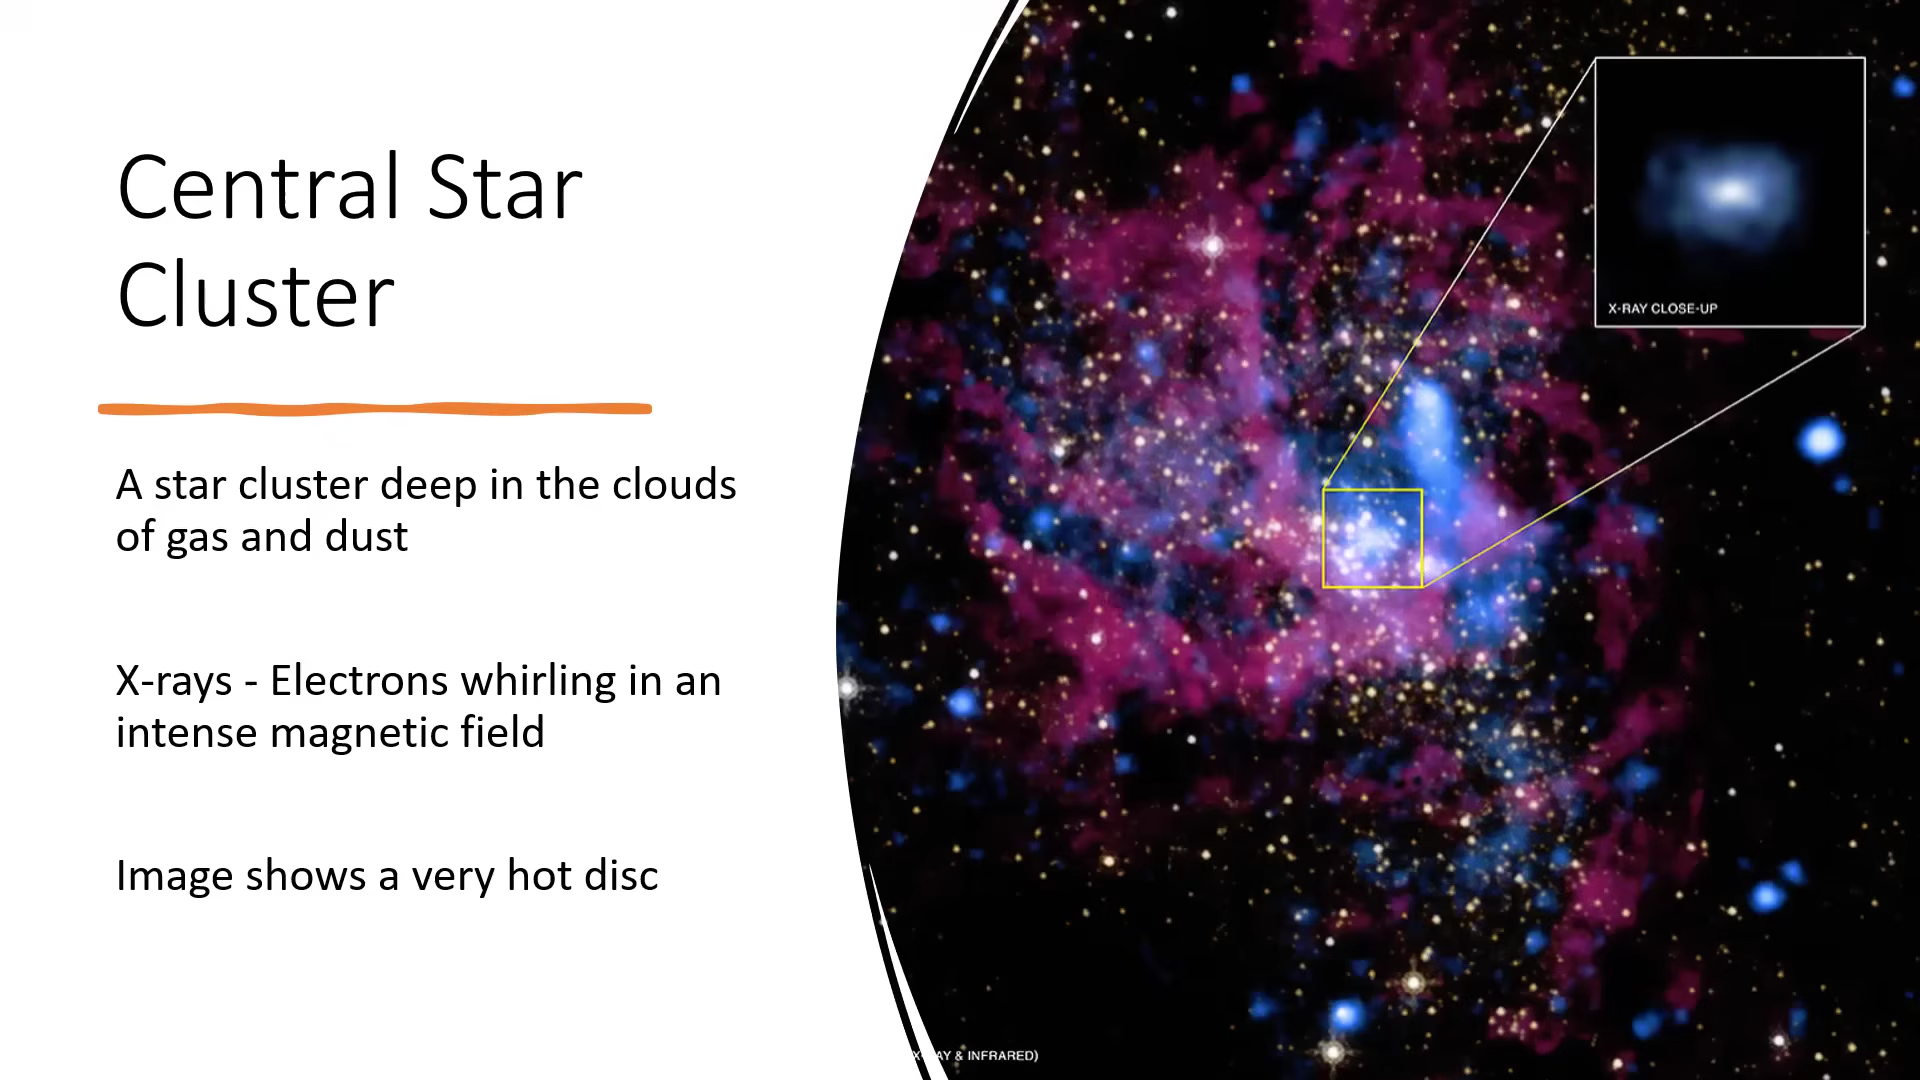 Central Star
Cluster
A star cluster deep in the clouds
of gas and dust
X-rays - Electrons whirling in an
intense magnetic field
Image shows a very hot disc
X-RAY CLOSE-UP
& INFRARED)